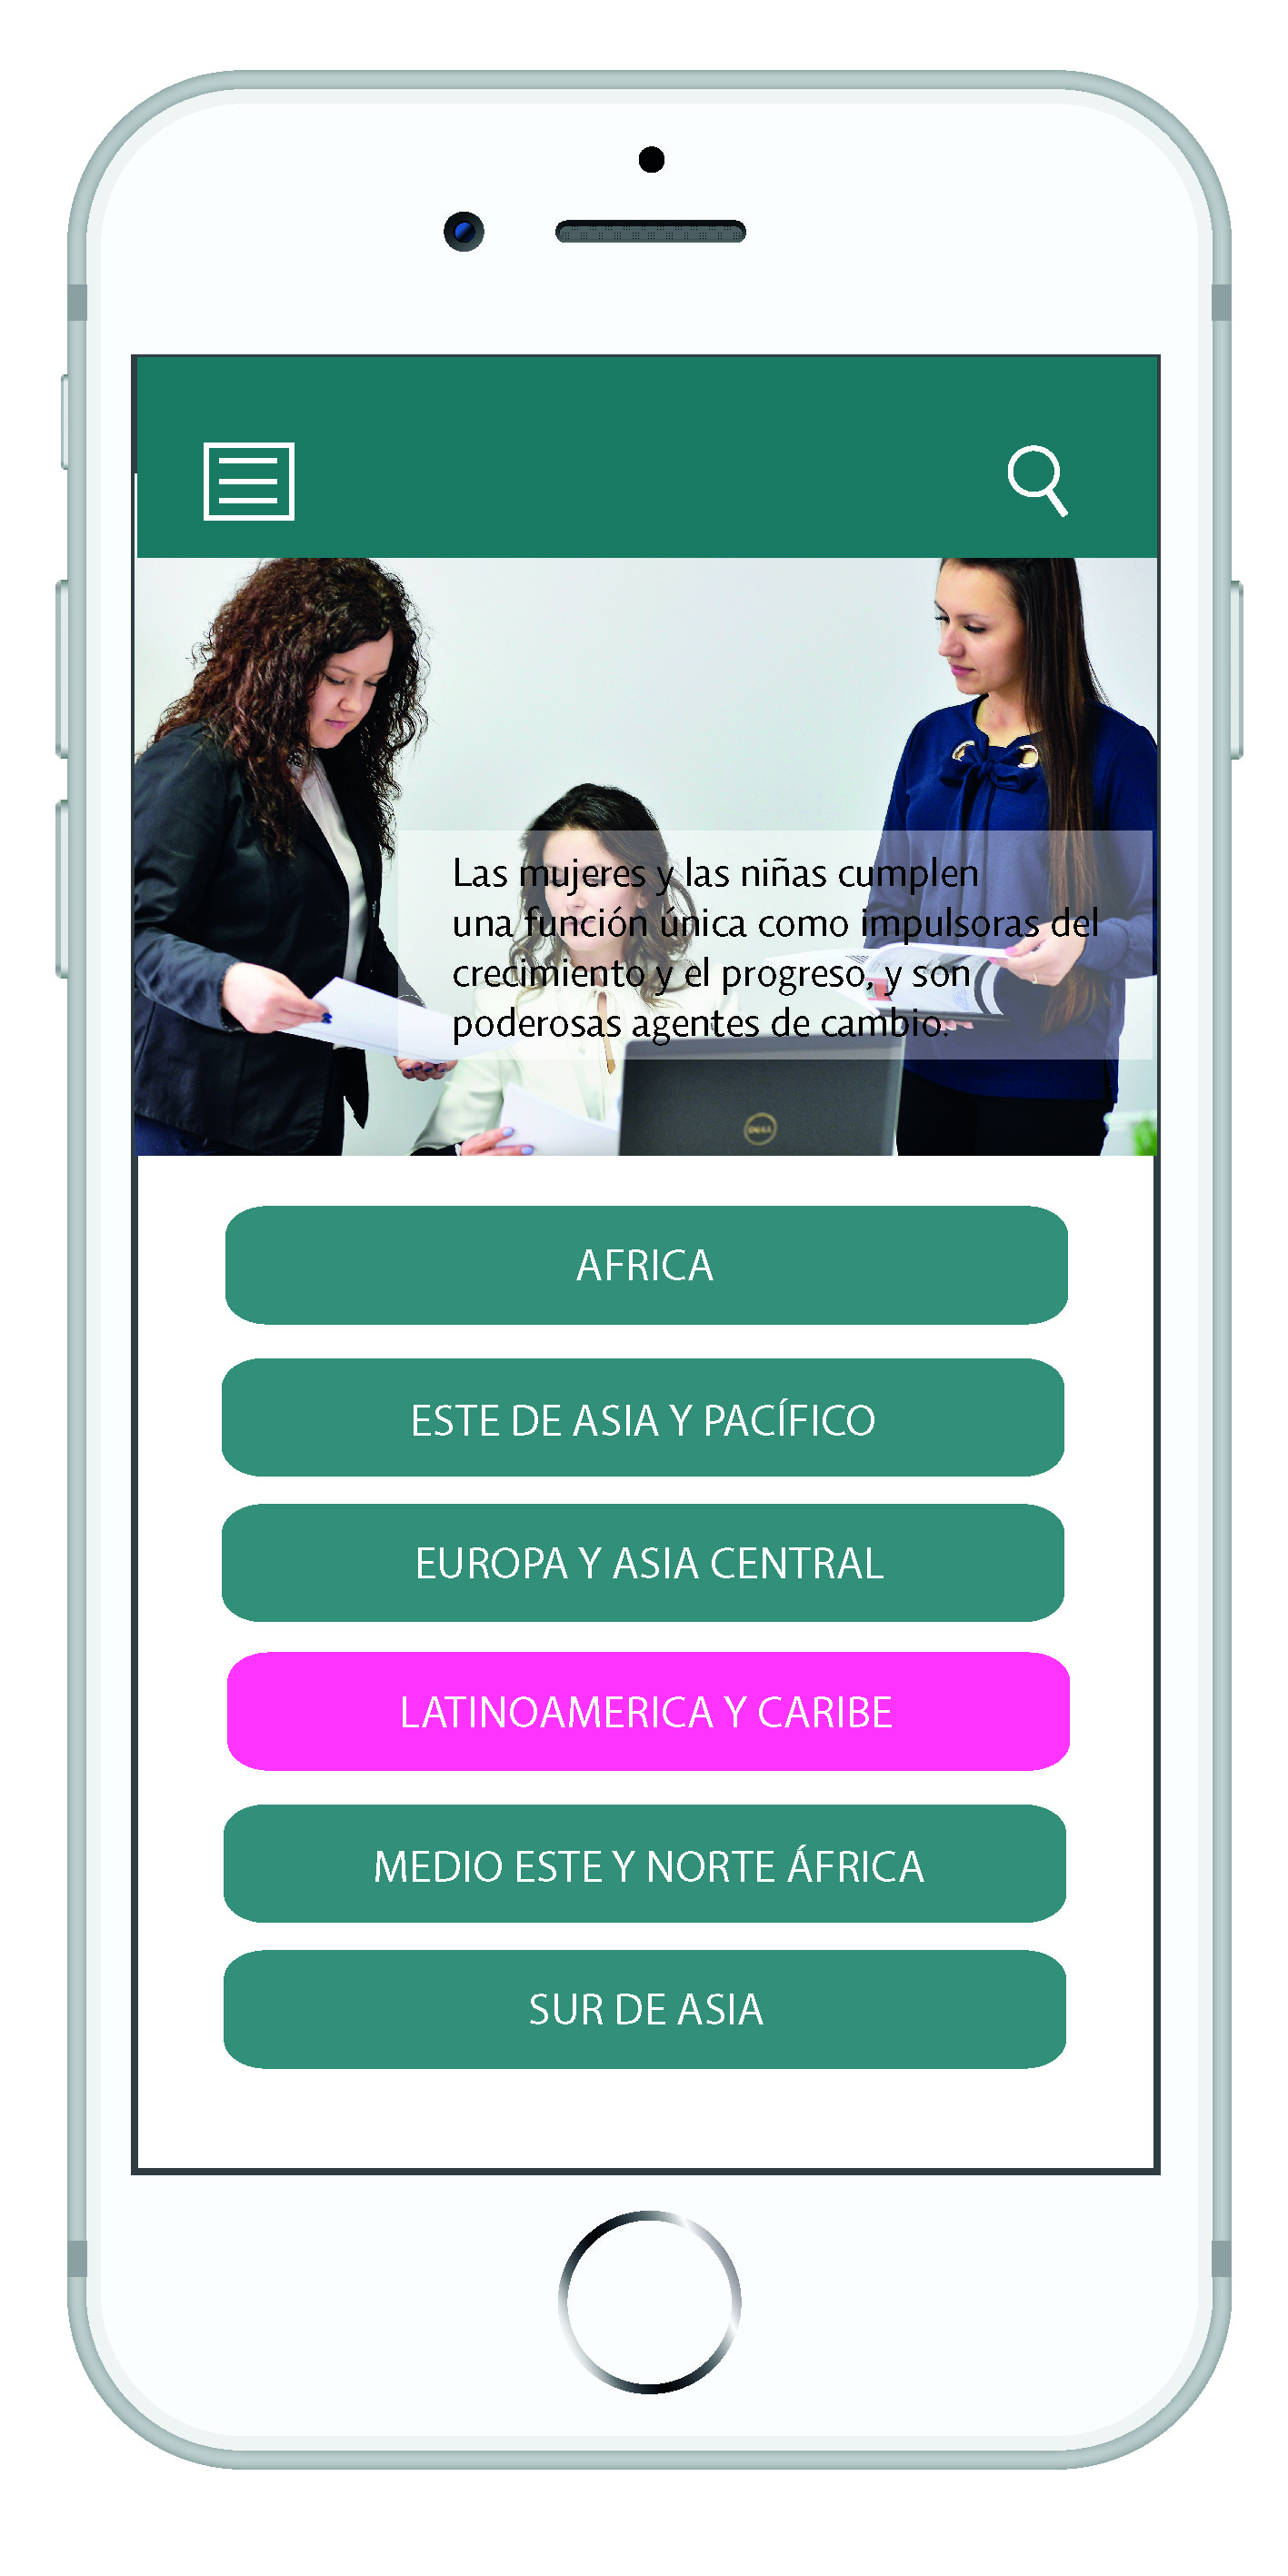 Las mujeres y las niñas cumplen
una función única como impulsoras del
crecimiento y el progreso, y son
poderosas agentes de cambio.
DELL
AFRICA
ESTE DE ASIA Y PACÍFICO
EUROPA Y ASIA CENTRAL
LATINOAMERICA Y CARIBE
MEDIO ESTE Y NORTE ÁFRICA
SUR DE ASIA